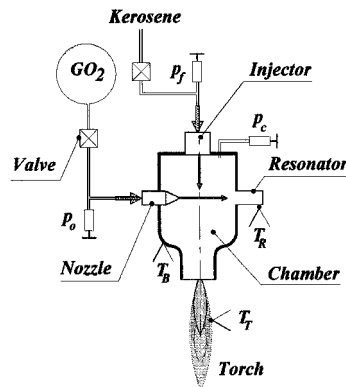 Kerosene
GO2
pf
Injector
pc
Valve
Resonator
po
Nozzle
TB
TR
Chamber
TT
Torch